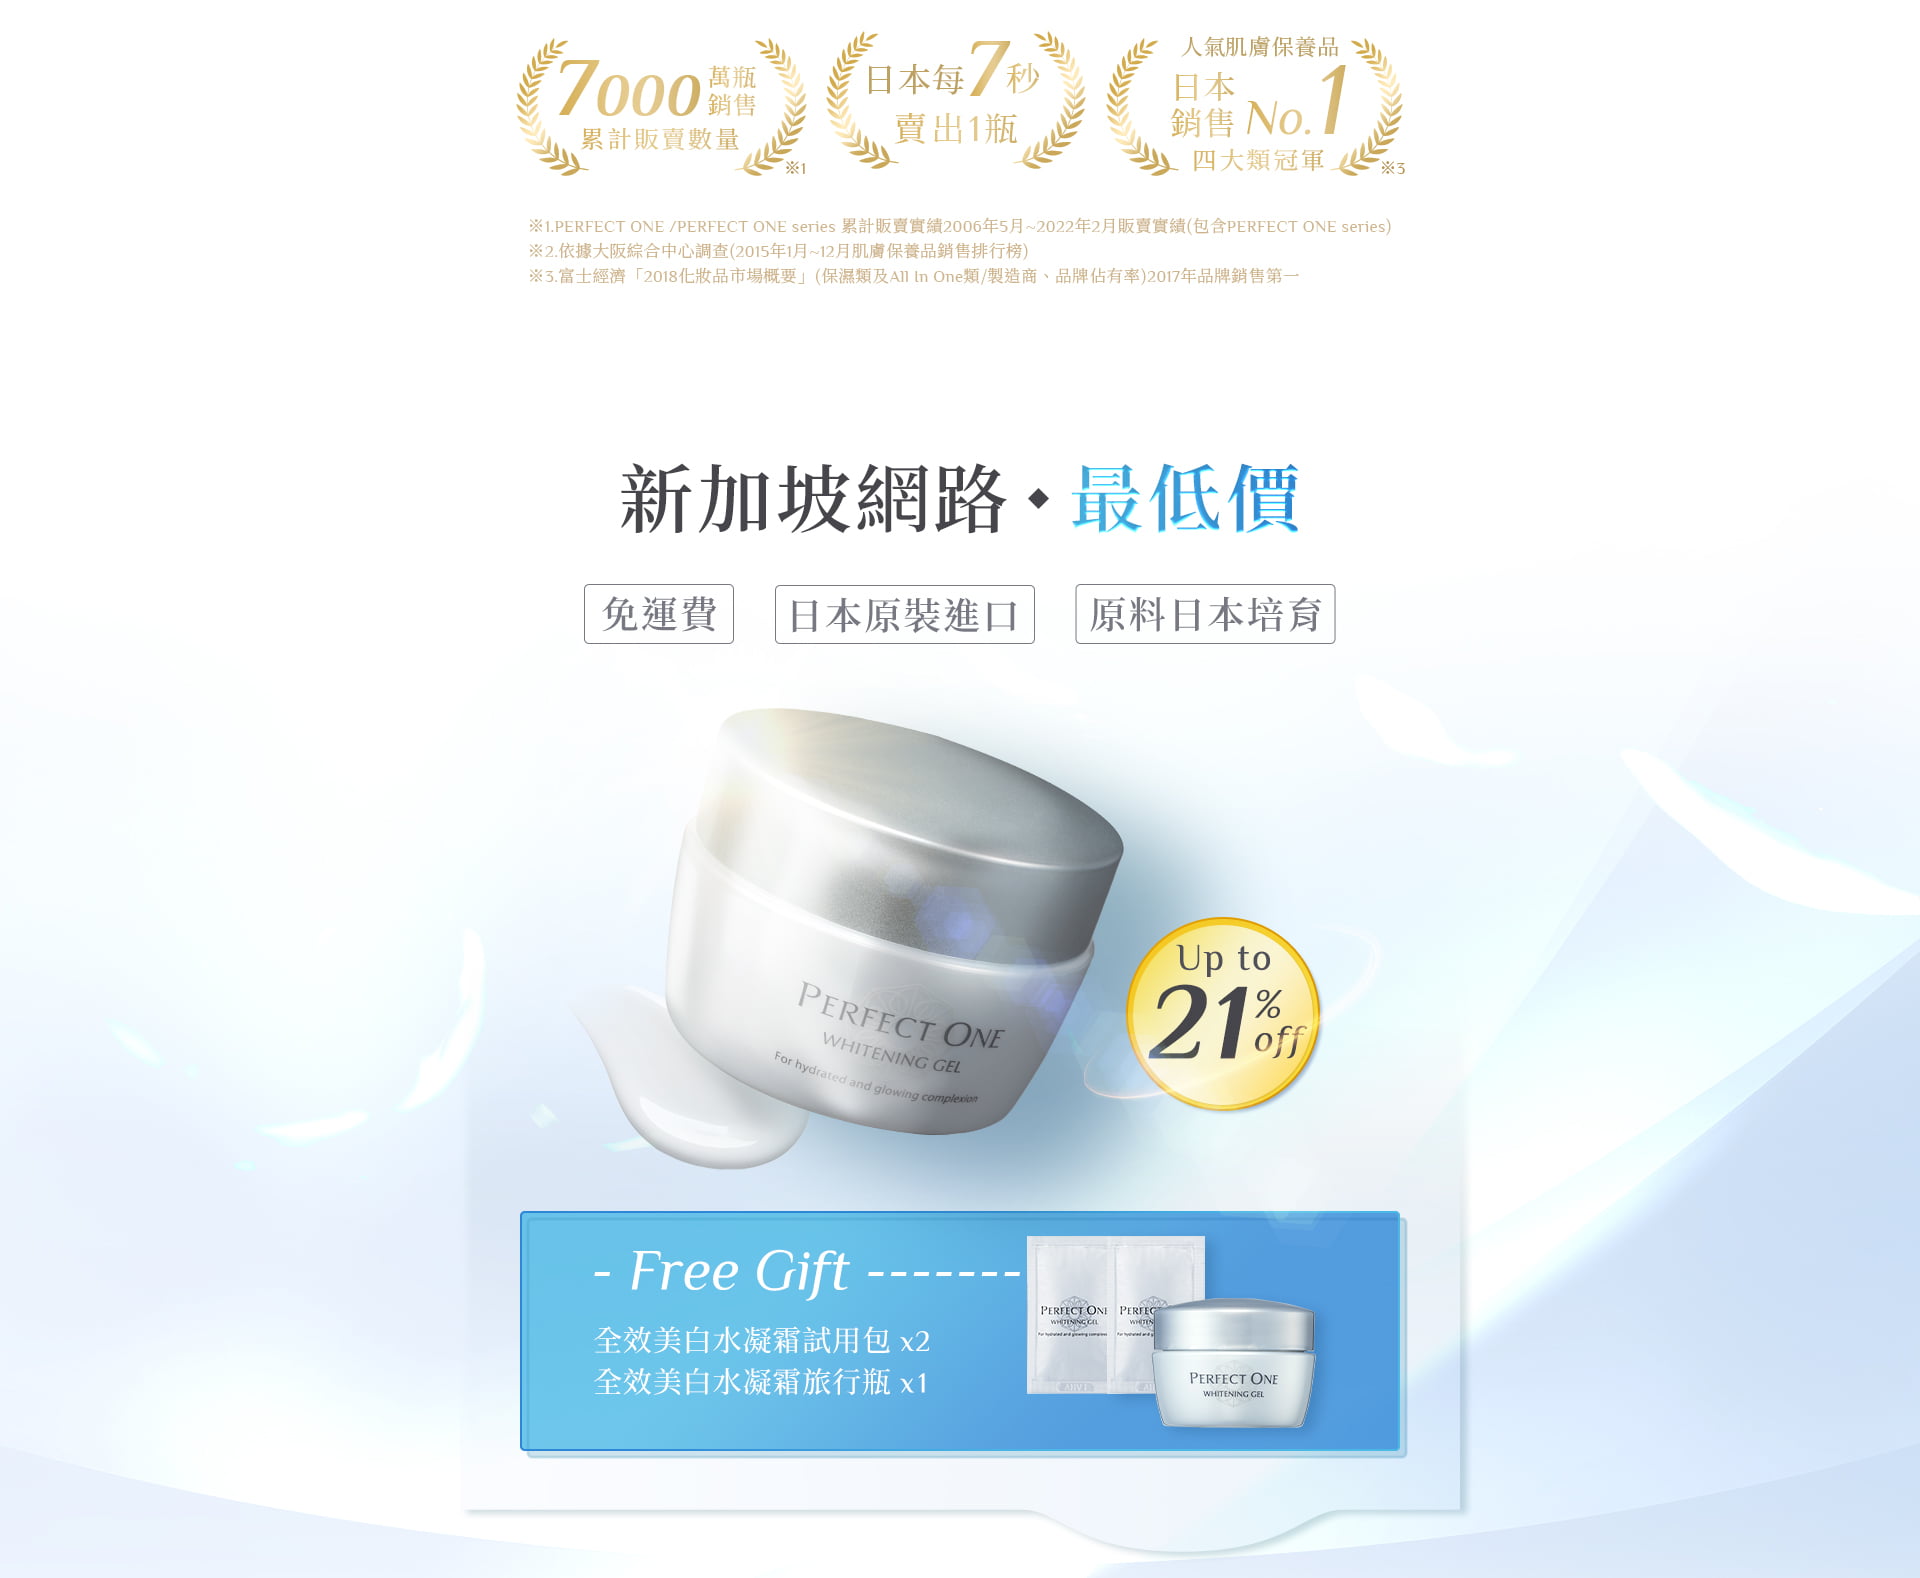 7000 萬瓶
銷售
累計販賣數量
※1
日本每7秒
賣出1瓶
人氣肌膚保養品
日本
銷售 No.1
四大類冠軍
※3
※1.PERFECT ONE /PERFECT ONE series 累計販賣實績2006年5月~2022年2月販賣實績(包含PERFECT ONE series)
※2.依據大阪綜合中心調查(2015年1月~12月肌膚保養品銷售排行榜)
※3.富士經濟「2018化妝品市場概要」(保濕類及All In One類/製造商、品牌佔有率)2017年品牌銷售第一
新加坡網路◆最低價
免運費
日本原裝進口
原料日本培育
PERFECT ONE
WHITENING GEL
For hydrated and glowing complexion
Up to
21%
off
- Free Gift -------
全效美白水凝霜試用包 x2
全效美白水凝霜旅行瓶 x1
PERFECT ONE
WHITENING GEL
For hydrated and glowing
PERFECT ONE
WHITENING GEL